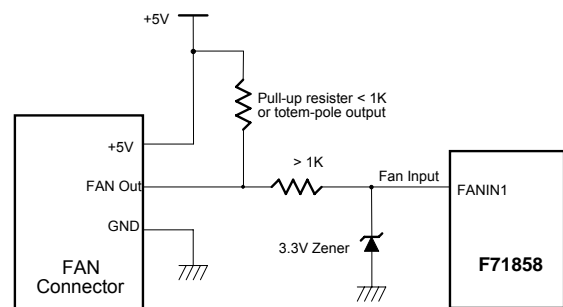 +5V
Pull-up resister < 1K
or totem-pole output
+5V
> 1K
Fan Input
FAN Out
FANIN1
GND
3.3V Zener
F71858
FAN
Connector